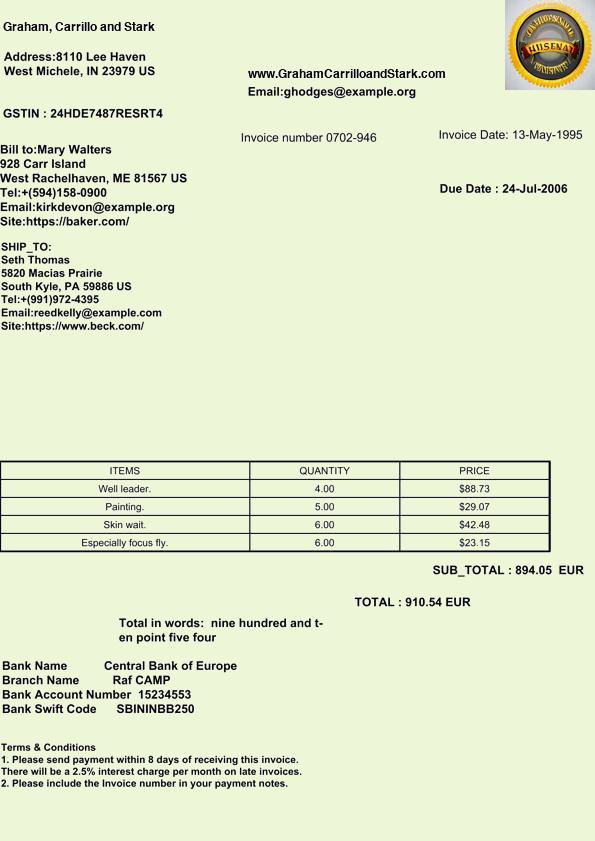 Graham, Carrillo and Stark
Address:8110 Lee Haven
West Michele, IN 23979 US
www.GrahamCarrilloandStark.com
Email:ghodges@example.org
HUSENAT
GSTIN : 24HDE7487RESRT4
Invoice number 0702-946
Invoice Date: 13-May-1995
Bill to:Mary Walters
928 Carr Island
West Rachelhaven, ME 81567 US
Tel:+(594)158-0900
Email:kirkdevon@example.org
Site:https://baker.com/
Due Date : 24-Jul-2006
SHIP_TO:
Seth Thomas
5820 Macias Prairie
South Kyle, PA 59886 US
Tel:+(991)972-4395
Email:reedkelly@example.com
Site:https://www.beck.com/
ITEMS QUANTITY PRICE
Well leader. 4.00 $88.73
Painting. 5.00 $29.07
Skin wait. 6.00 $42.48
Especially focus fly. 6.00 $23.15
SUB_TOTAL : 894.05 EUR
TOTAL : 910.54 EUR
Total in words: nine hundred and t-
en point five four
Bank Name Central Bank of Europe
Branch Name Raf CAMP
Bank Account Number 15234553
Bank Swift Code SBININBB250
Terms & Conditions
1. Please send payment within 8 days of receiving this invoice.
There will be a 2.5% interest charge per month on late invoices.
2. Please include the Invoice number in your payment notes.